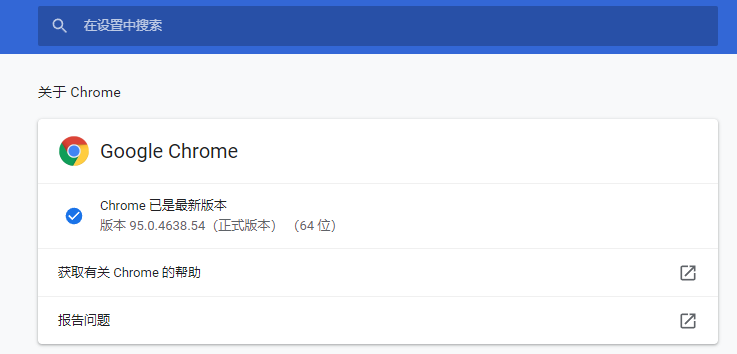 在设置中搜索
关于 Chrome
Google Chrome
Chrome 已是最新版本
版本 95.0.4638.54（正式版本） （64 位）
获取有关 Chrome 的帮助
报告问题